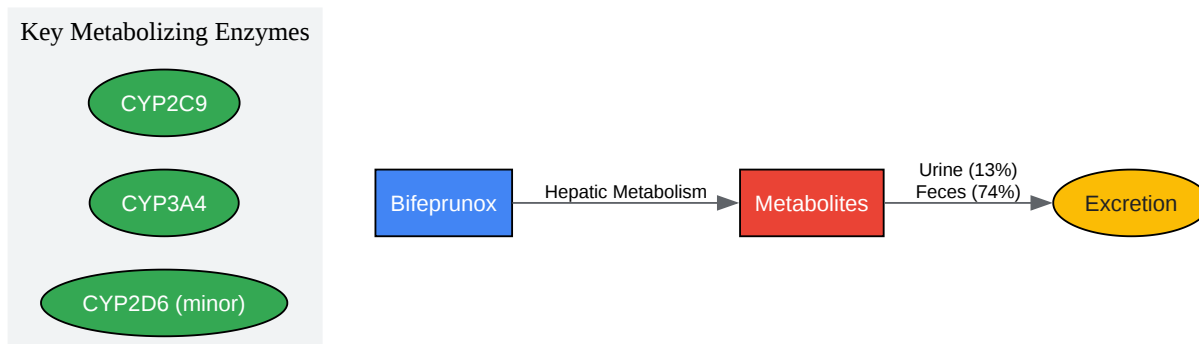 Key Metabolizing Enzymes
CYP2C9
CYP3A4
CYP2D6 (minor)
Bifeprunox
Hepatic Metabolism
Metabolites
Urine (13%)
Feces (74%)
Excretion